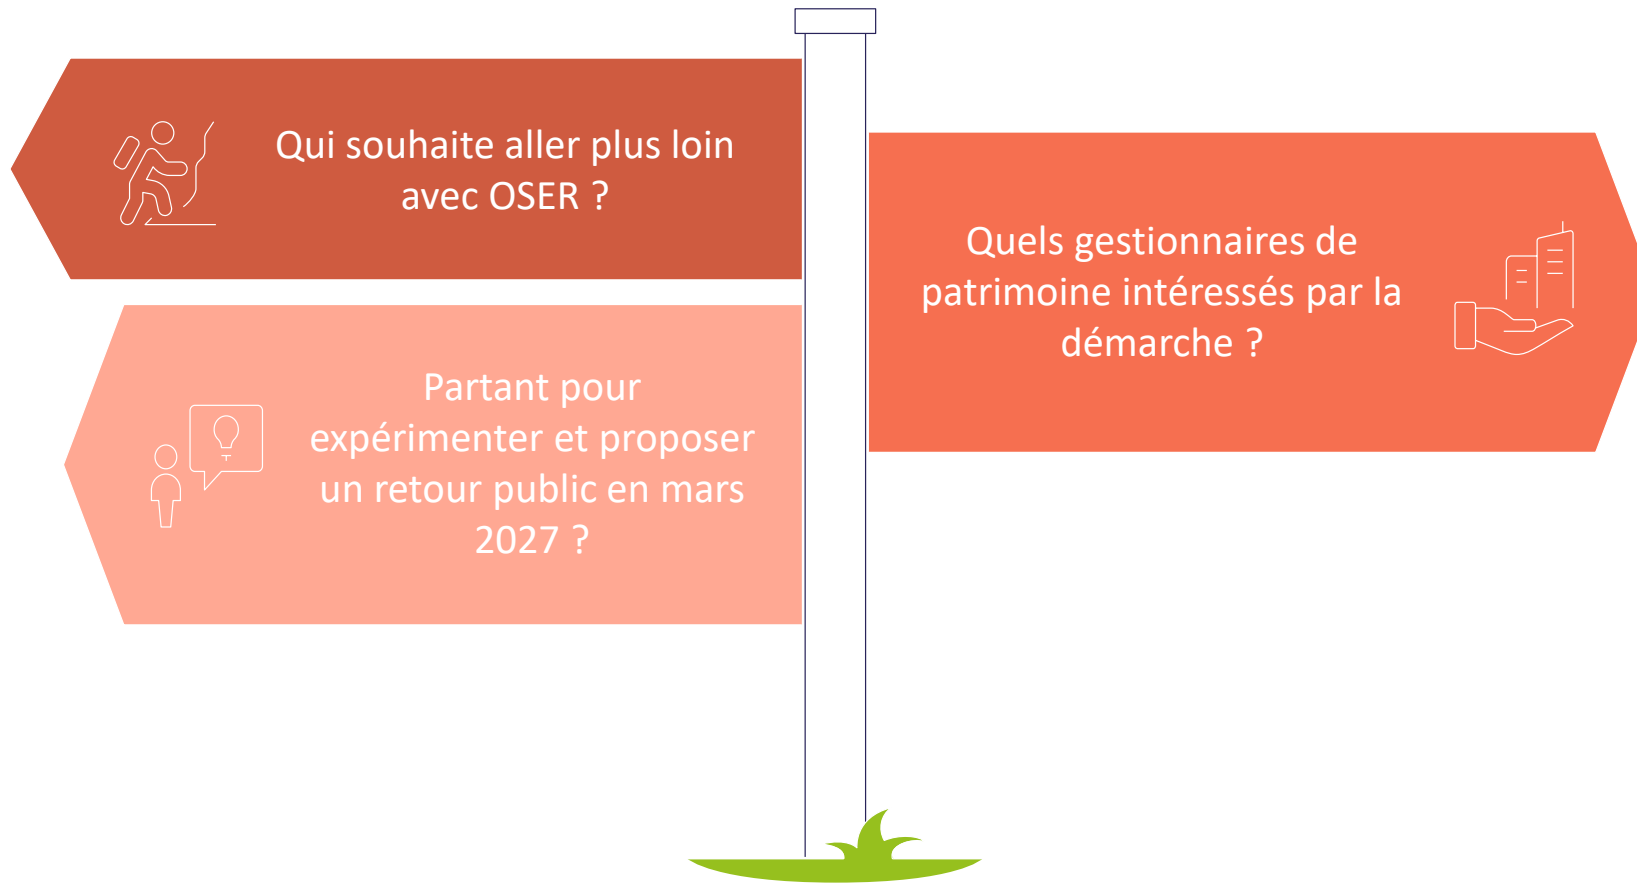 Qui souhaite aller plus loin
avec OSER ?
Quels gestionnaires de
patrimoine intéressés par la
démarche ?
Partant pour
expérimenter et proposer
un retour public en mars
2027 ?